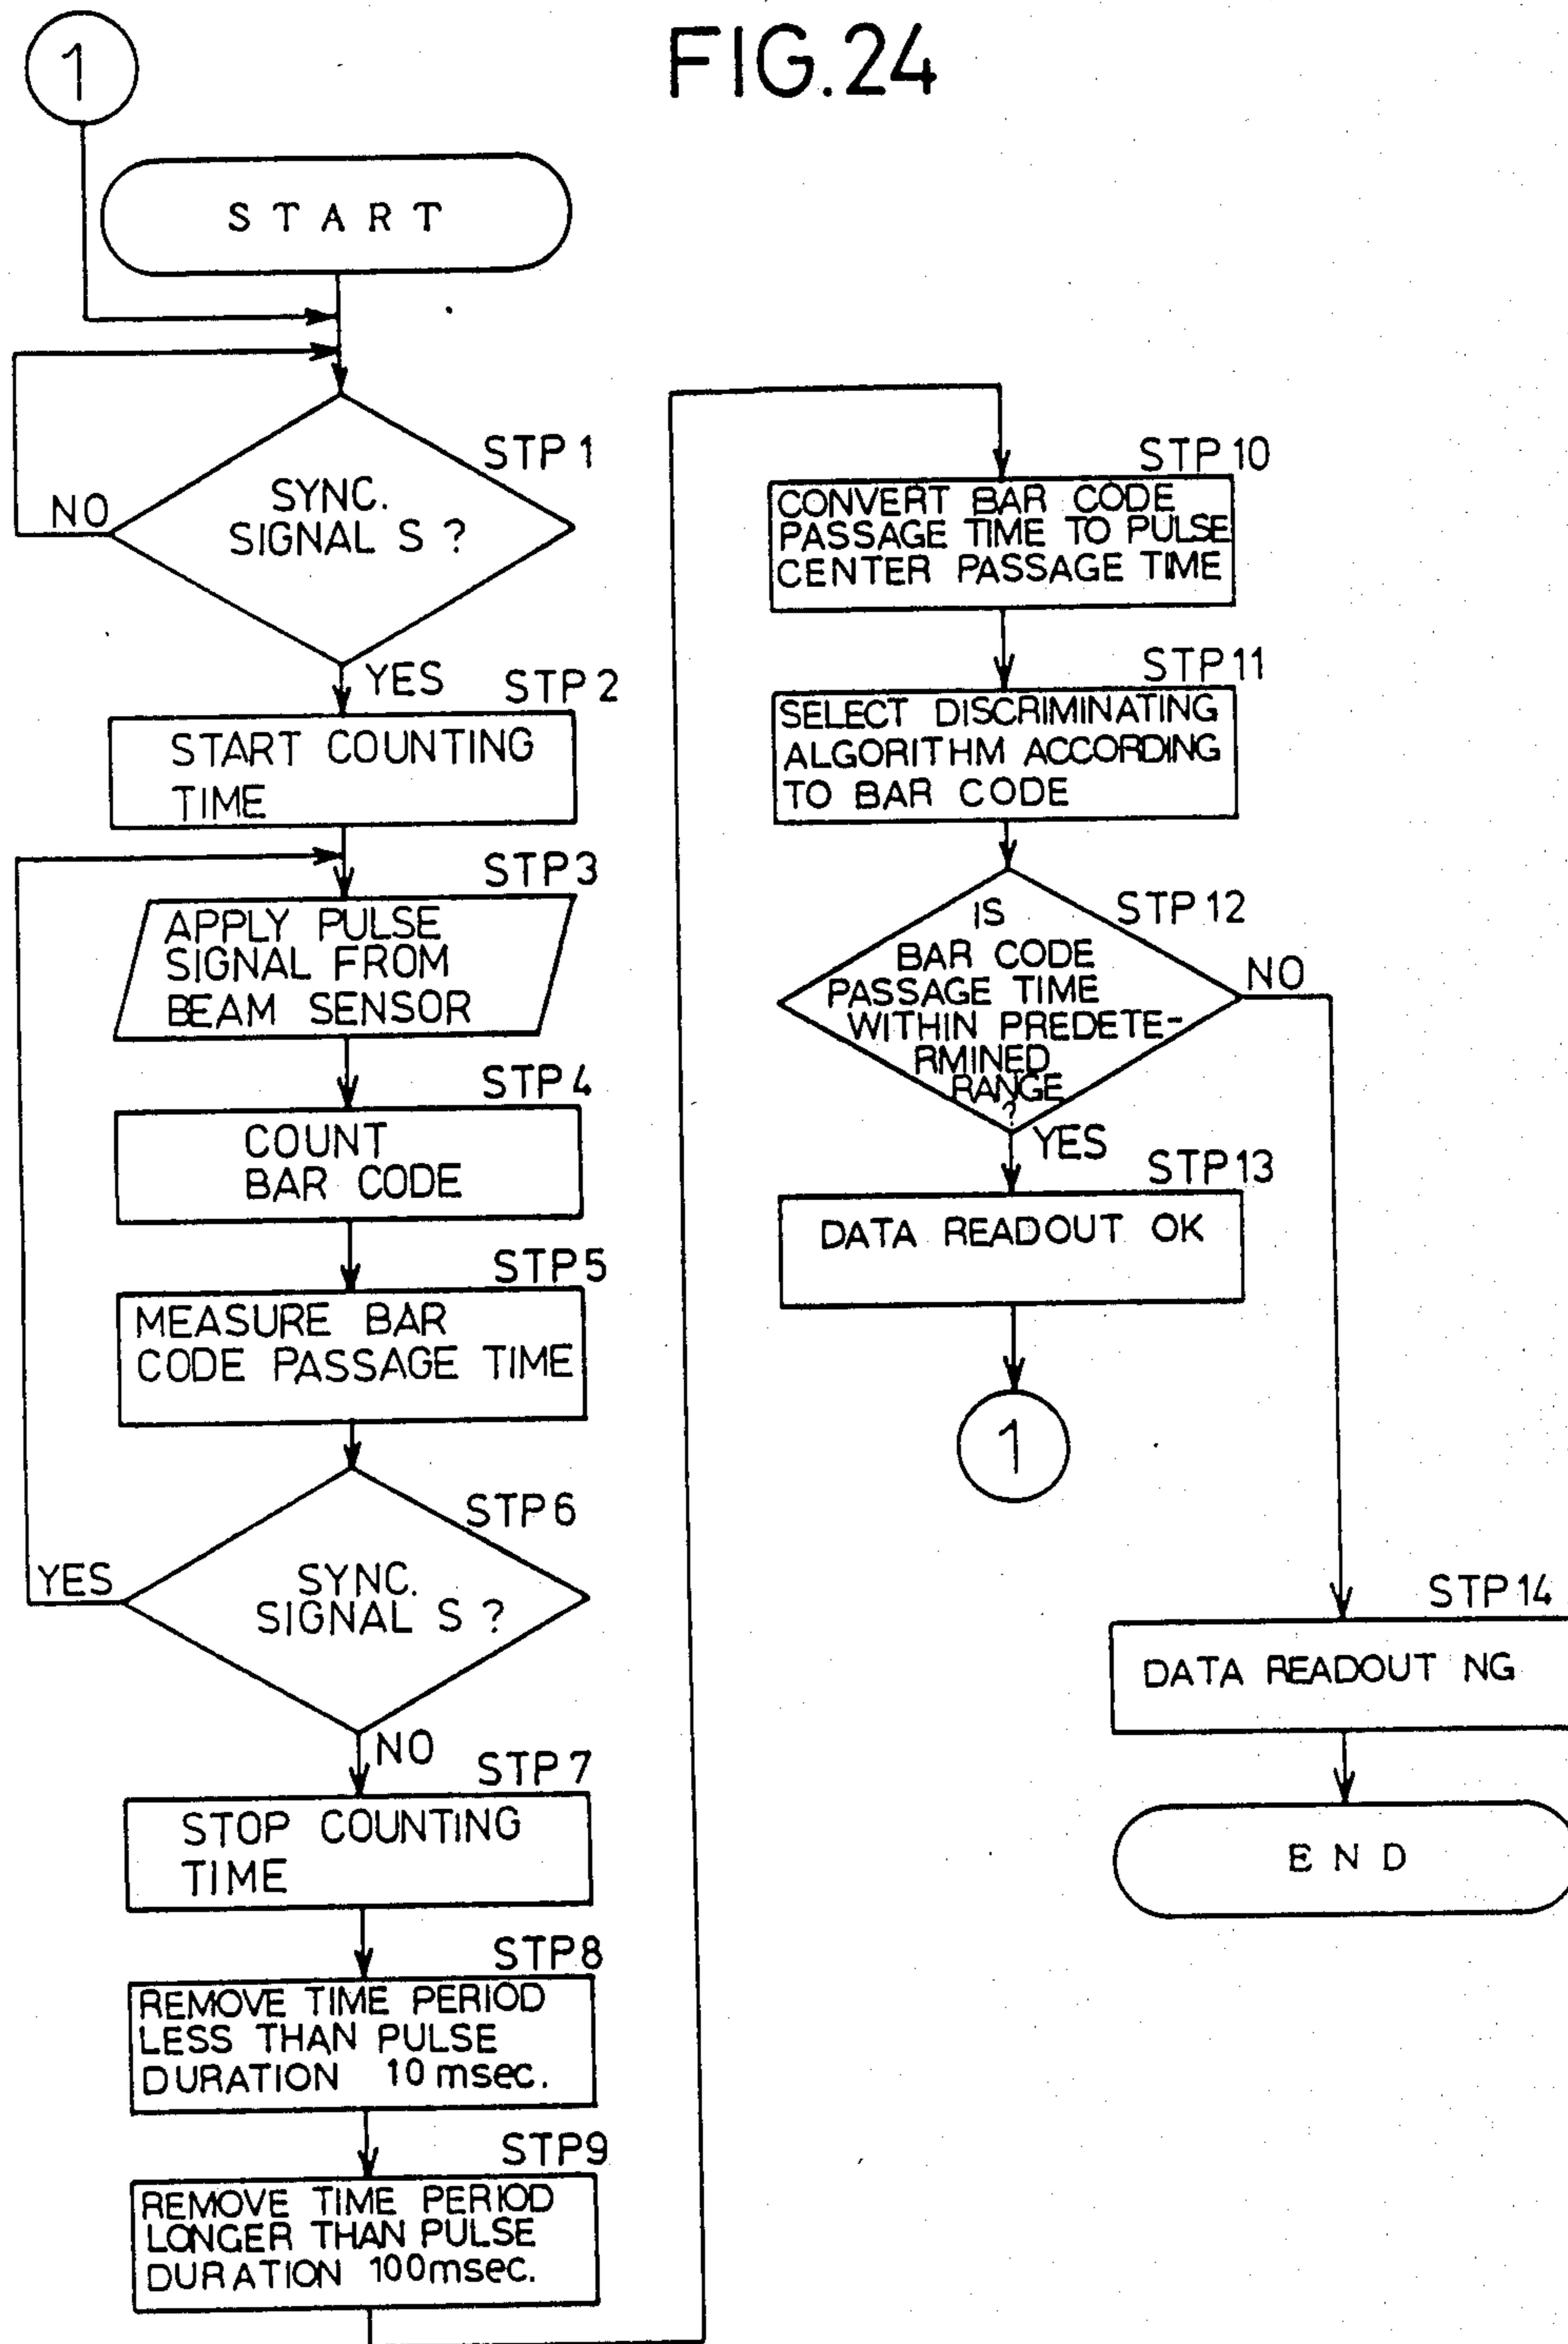 FIG.24
1
START
STP1
SYNC.
SIGNAL S ?
NO
YES
STP2
START COUNTING
TIME
STP3
APPLY PULSE
SIGNAL FROM
BEAM SENSOR
STP4
COUNT
BAR CODE
STP5
MEASURE BAR
CODE PASSAGE TIME
STP6
SYNC.
SIGNAL S ?
YES
NO
STP7
STOP COUNTING
TIME
STP8
REMOVE TIME PERIOD
LESS THAN PULSE
DURATION 10 msec.
STP9
REMOVE TIME PERIOD
LONGER THAN PULSE
DURATION 100msec.
STP10
CONVERT BAR CODE
PASSAGE TIME TO PULSE
CENTER PASSAGE TIME
STP11
SELECT DISCRIMINATING
ALGORITHM ACCORDING
TO BAR CODE
STP12
IS
BAR CODE
PASSAGE TIME
WITHIN PREDETE-
RMINED
RANGE
?
NO
YES
STP13
DATA READOUT OK
1
STP14
DATA READOUT NG
END